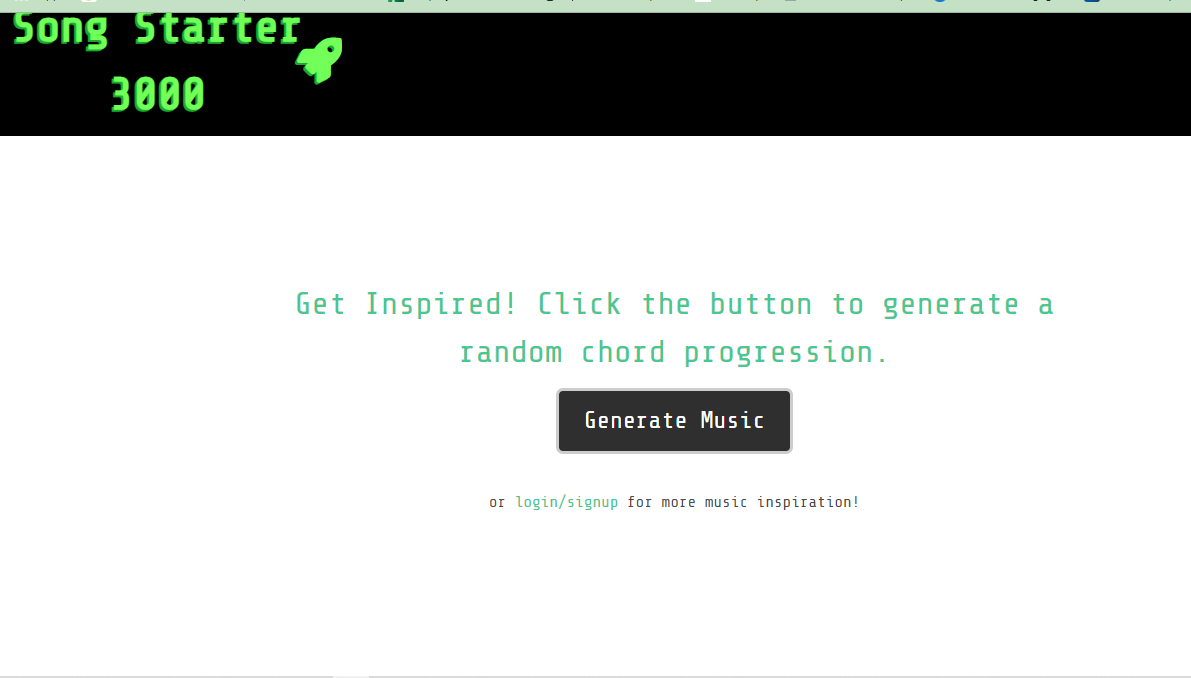 Song Starter
3000
Get Inspired! Click the button to generate a
random chord progression.
Generate Music
or login/signup for more music inspiration!